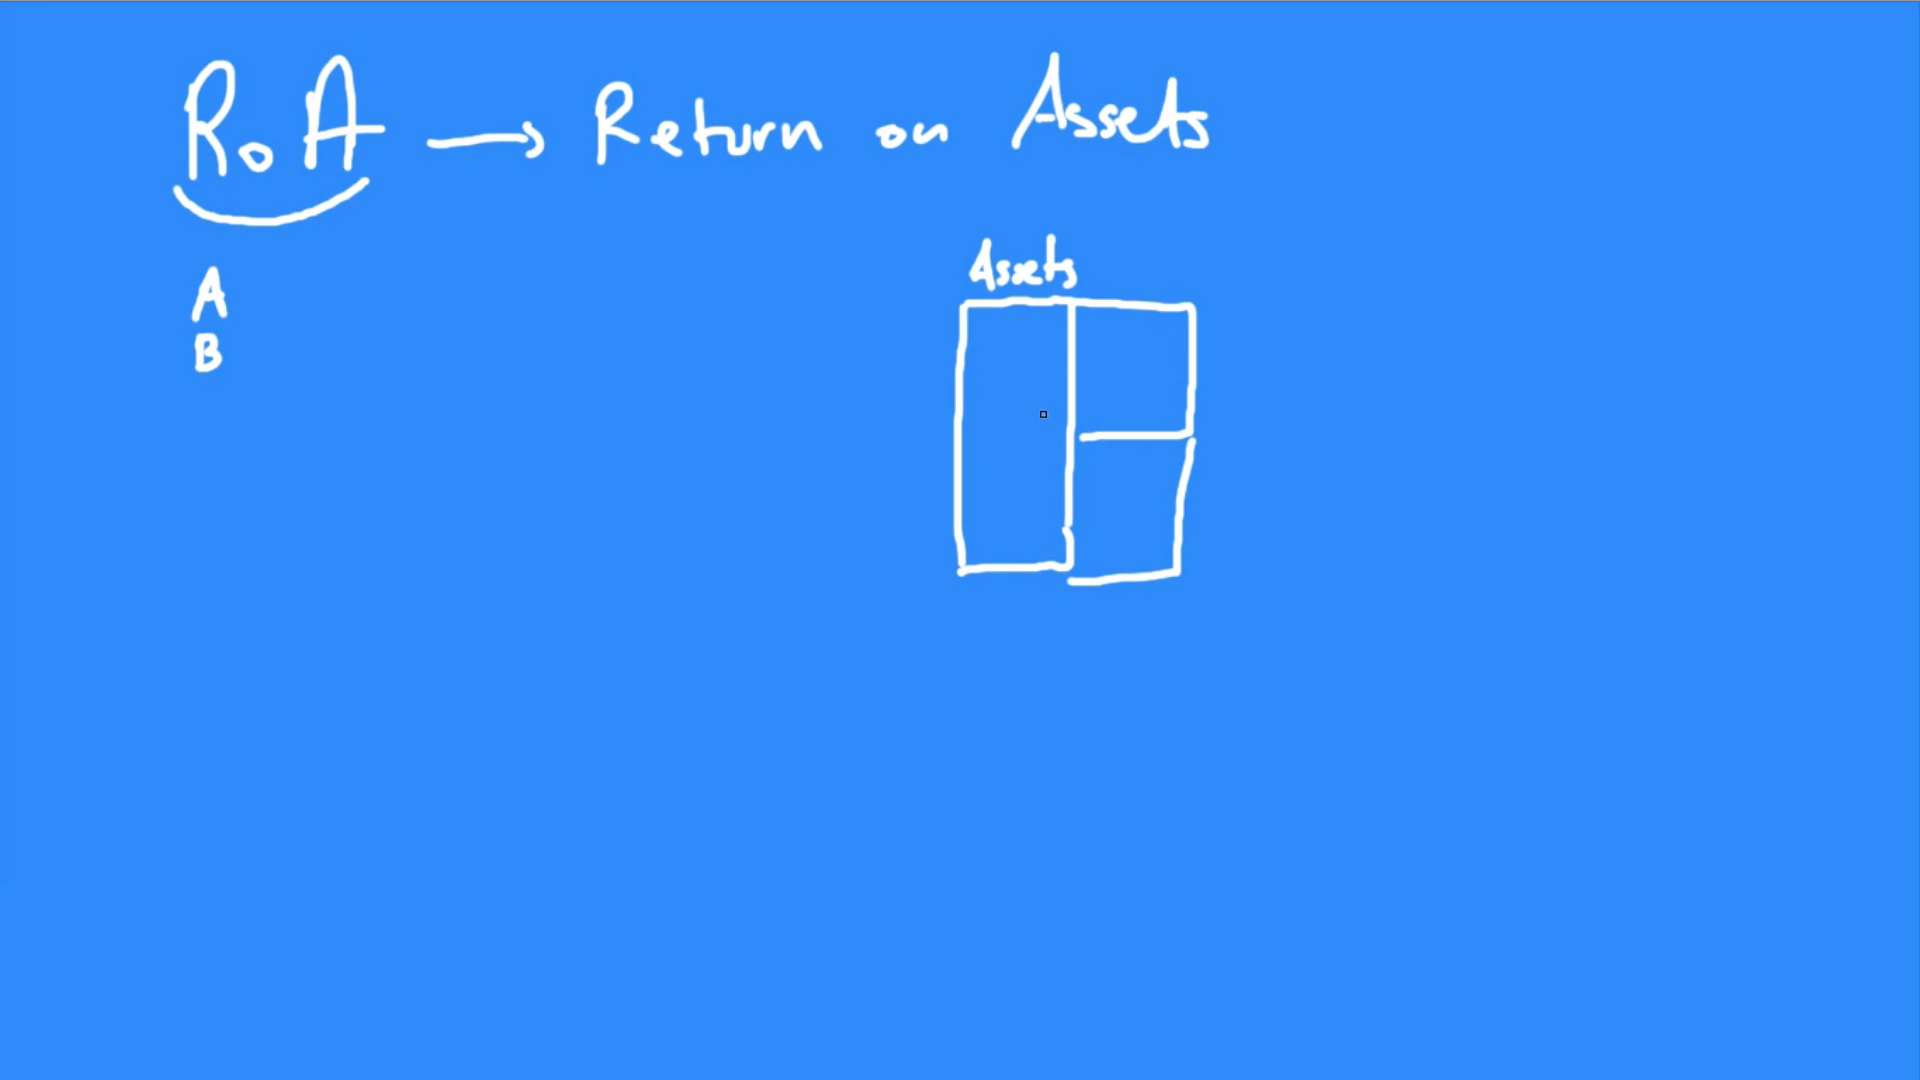 RoA → Return on Assets
Assets
A
B